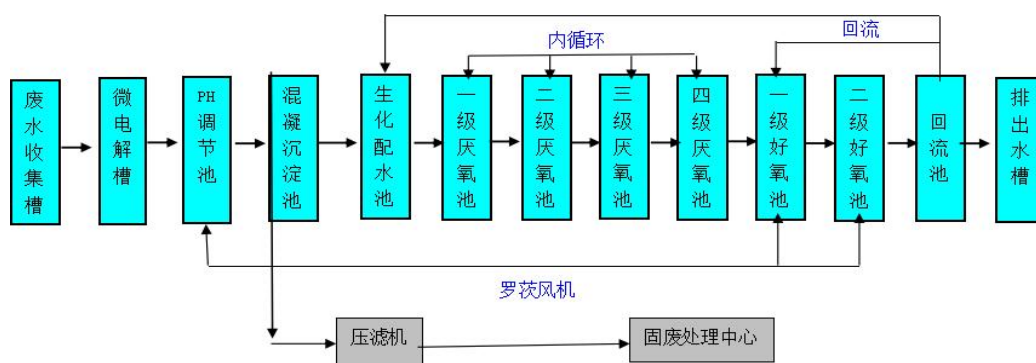 内循环
回流
废水收集槽
微电解槽
PH调节池
混凝沉淀池
生化配水池
一级厌氧池
二级厌氧池
三级厌氧池
四级厌氧池
一级好氧池
二级好氧池
回流池
排出水槽
罗茨风机
压滤机
固废处理中心